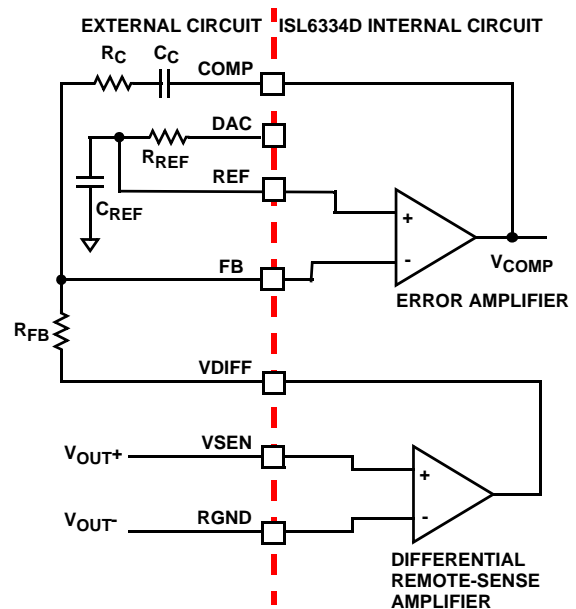 EXTERNAL CIRCUIT
ISL6334D INTERNAL CIRCUIT
RC
CC
COMP
DAC
RREF
REF
CREF
+
-
VCOMP
FB
ERROR AMPLIFIER
RFB
VDIFF
VOUT+
VSEN
+
VOUT-
RGND
-
DIFFERENTIAL
REMOTE-SENSE
AMPLIFIER